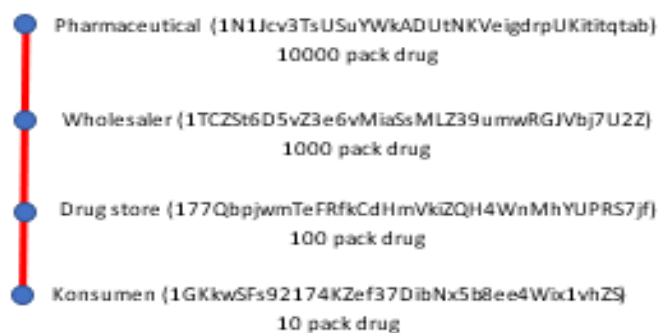 Pharmaceutical (1N1Jcv3TsUSuYWkADUtNKVeigdrpUKititqtab)
10000 pack drug
Wholesaler (1TCZSt6D5vZ3e6vMiaSsMLZ39umwRGJVbj7U2Z)
1000 pack drug
Drug store (177QbpjwmTeFRfkCdHmVkiZQH4WnMhYUPRS7jf)
100 pack drug
Konsumen (1GKkwSFs92174KZef37DibNx5b8ee4Wix1vhZS)
10 pack drug